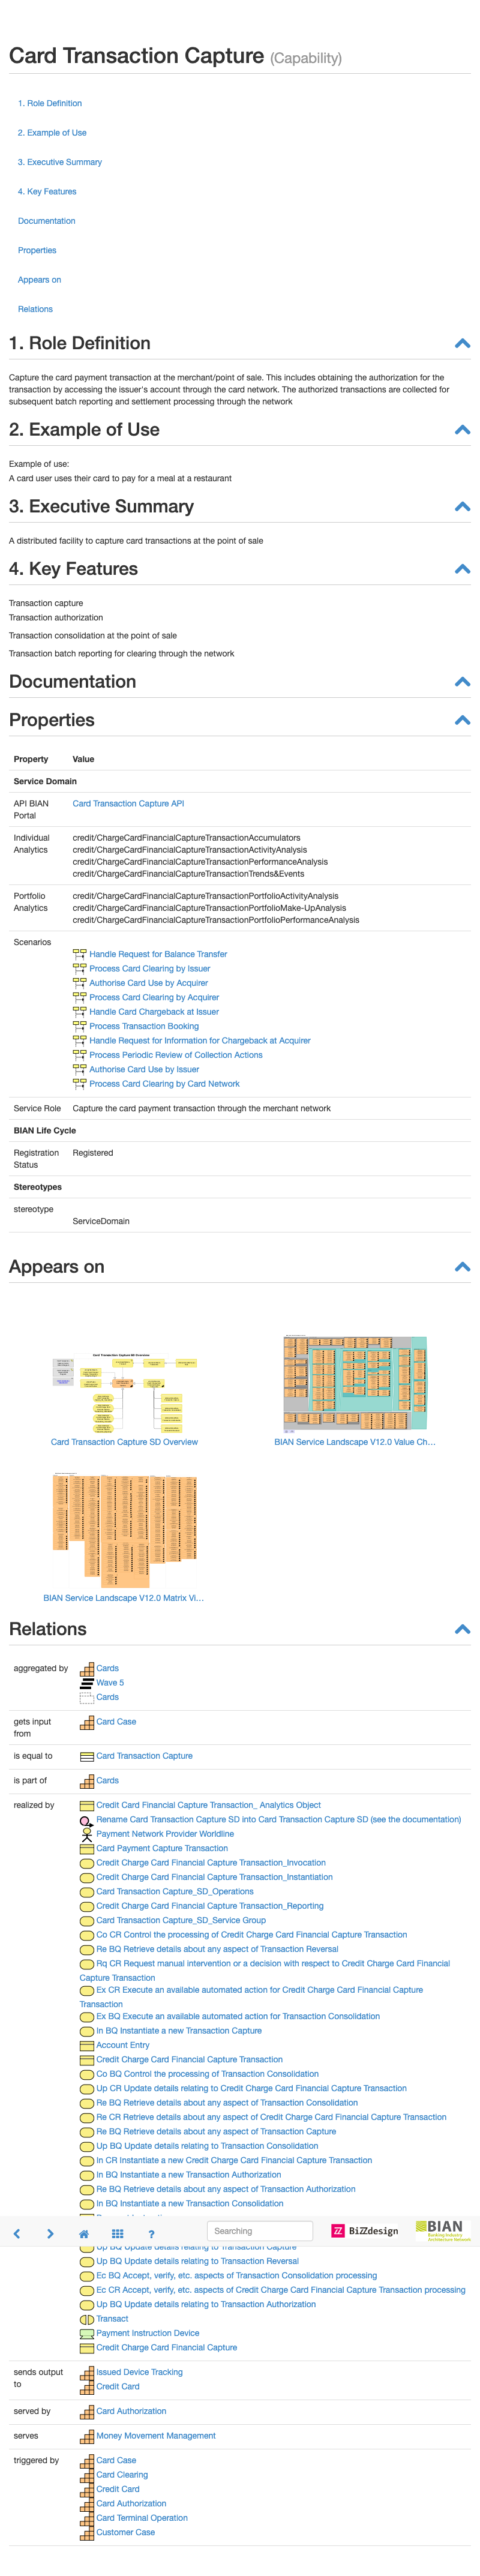 Card Transaction Capture (Capability)
1. Role Definition
2. Example of Use
3. Executive Summary
4. Key Features
Documentation
Properties
Appears on
Relations
1. Role Definition
Capture the card payment transaction at the merchant/point of sale. This includes obtaining the authorization for the
transaction by accessing the issuer's account through the card network. The authorized transactions are collected for
subsequent batch reporting and settlement processing through the network
2. Example of Use
Example of use:
A card user uses their card to pay for a meal at a restaurant
3. Executive Summary
A distributed facility to capture card transactions at the point of sale
4. Key Features
Transaction capture
Transaction authorization
Transaction consolidation at the point of sale
Transaction batch reporting for clearing through the network
Documentation
Properties
Property Value
Service Domain
API BIAN Card Transaction Capture API
Portal
Individual credit/ChargeCardFinancialCaptureTransactionAccumulators
Analytics credit/ChargeCardFinancialCaptureTransactionActivityAnalysis
credit/ChargeCardFinancialCaptureTransactionPerformanceAnalysis
credit/ChargeCardFinancialCaptureTransactionTrends&Events
Portfolio credit/ChargeCardFinancialCaptureTransactionPortfolioActivityAnalysis
Analytics credit/ChargeCardFinancialCaptureTransactionPortfolioMake-UpAnalysis
credit/ChargeCardFinancialCaptureTransactionPortfolioPerformanceAnalysis
Scenarios
Handle Request for Balance Transfer
Process Card Clearing by Issuer
Authorise Card Use by Acquirer
Process Card Clearing by Acquirer
Handle Card Chargeback at Issuer
Process Transaction Booking
Handle Request for Information for Chargeback at Acquirer
Process Periodic Review of Collection Actions
Authorise Card Use by Issuer
Process Card Clearing by Card Network
Service Role Capture the card payment transaction through the merchant network
BIAN Life Cycle
Registration Registered
Status
Stereotypes
stereotype
ServiceDomain
Appears on
Card Transaction Capture SD Overview
Card Transaction Capture SD Overview
BIAN Service Landscape V12.0 Value Ch...
BIAN Service Landscape V12.0 Matrix Vi...
Relations
aggregated by Cards
Wave 5
Cards
gets input Card Case
from
is equal to Card Transaction Capture
is part of Cards
realized by Credit Card Financial Capture Transaction_ Analytics Object
Rename Card Transaction Capture SD into Card Transaction Capture SD (see the documentation)
Payment Network Provider Worldline
Card Payment Capture Transaction
Credit Charge Card Financial Capture Transaction_Invocation
Credit Charge Card Financial Capture Transaction_Instantiation
Card Transaction Capture_SD_Operations
Credit Charge Card Financial Capture Transaction_Reporting
Card Transaction Capture_SD_Service Group
Co CR Control the processing of Credit Charge Card Financial Capture Transaction
Re BQ Retrieve details about any aspect of Transaction Reversal
Rq CR Request manual intervention or a decision with respect to Credit Charge Card Financial
Capture Transaction
Ex CR Execute an available automated action for Credit Charge Card Financial Capture
Transaction
Ex BQ Execute an available automated action for Transaction Consolidation
In BQ Instantiate a new Transaction Capture
Account Entry
Credit Charge Card Financial Capture Transaction
Co BQ Control the processing of Transaction Consolidation
Up CR Update details relating to Credit Charge Card Financial Capture Transaction
Re BQ Retrieve details about any aspect of Transaction Consolidation
Re CR Retrieve details about any aspect of Credit Charge Card Financial Capture Transaction
Re BQ Retrieve details about any aspect of Transaction Capture
Up BQ Update details relating to Transaction Consolidation
In CR Instantiate a new Credit Charge Card Financial Capture Transaction
In BQ Instantiate a new Transaction Authorization
Re BQ Retrieve details about any aspect of Transaction Authorization
In BQ Instantiate a new Transaction Consolidation
Searching
BiZZdesign
BIAN
Up BQ Update details relating to Transaction Capture
Up BQ Update details relating to Transaction Reversal
Ec BQ Accept, verify, etc. aspects of Transaction Consolidation processing
Ec CR Accept, verify, etc. aspects of Credit Charge Card Financial Capture Transaction processing
Up BQ Update details relating to Transaction Authorization
Transact
Payment Instruction Device
Credit Charge Card Financial Capture
sends output Issued Device Tracking
to Credit Card
served by Card Authorization
serves Money Movement Management
triggered by Card Case
Card Clearing
Credit Card
Card Authorization
Card Terminal Operation
Customer Case